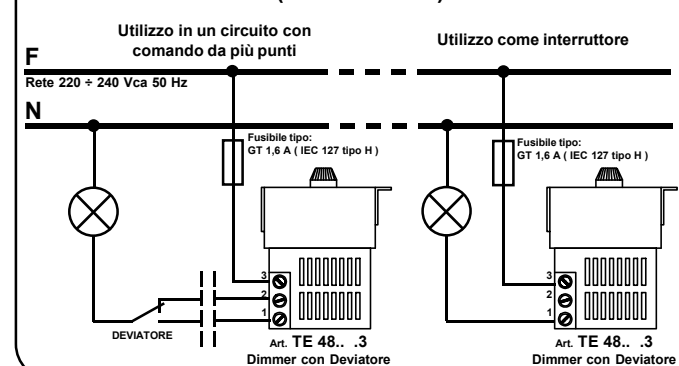 Utilizzo in un circuito con
comando da più punti
Utilizzo come interruttore
F
Rete 220 ÷ 240 Vca 50 Hz
N
Fusibile tipo:
GT 1,6 A ( IEC 127 tipo H )
Fusibile tipo:
GT 1,6 A ( IEC 127 tipo H )
3
2
1
3
2
1
DEVIATORE
Art. TE 48.. .3
Dimmer con Deviatore
Art. TE 48.. .3
Dimmer con Deviatore